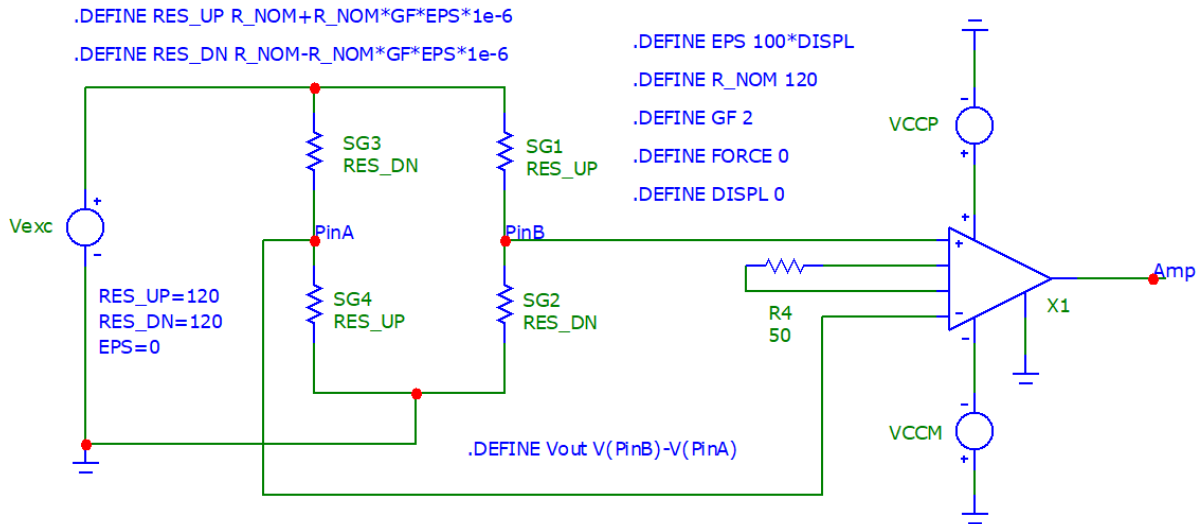 .DEFINE RES_UP R_NOM+R_NOM*GF*EPS*1e-6
.DEFINE RES_DN R_NOM-R_NOM*GF*EPS*1e-6
.DEFINE EPS 100*DISPL
.DEFINE R_NOM 120
.DEFINE GF 2
.DEFINE FORCE 0
.DEFINE DISPL 0
VCCP
-
+
SG3
RES_DN
SG1
RES_UP
Vexc
+
-
PinA
PinB
RES_UP=120
RES_DN=120
EPS=0
SG4
RES_UP
SG2
RES_DN
R4
50
+
+
-
-
X1
Amp
VCCM
-
+
.DEFINE Vout V(PinB)-V(PinA)